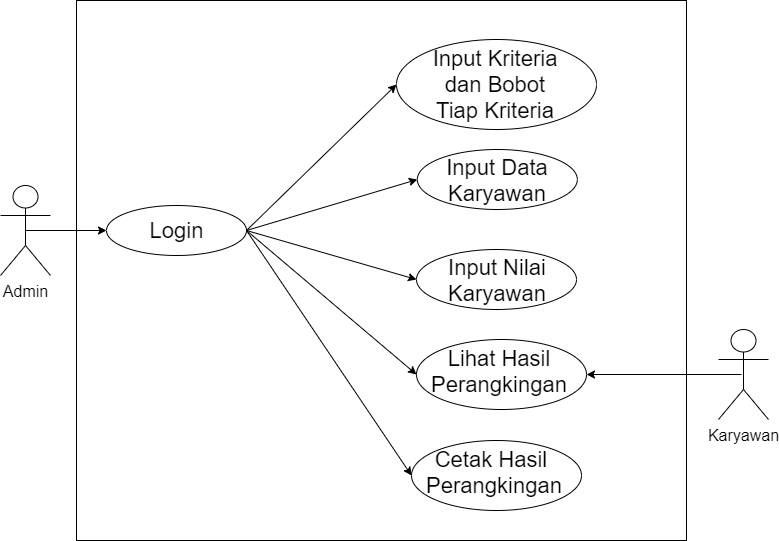 Input Kriteria
dan Bobot
Tiap Kriteria
Input Data
Karyawan
Login
Admin
Input Nilai
Karyawan
Lihat Hasil
Perangkingan
Karyawan
Cetak Hasil
Perangkingan